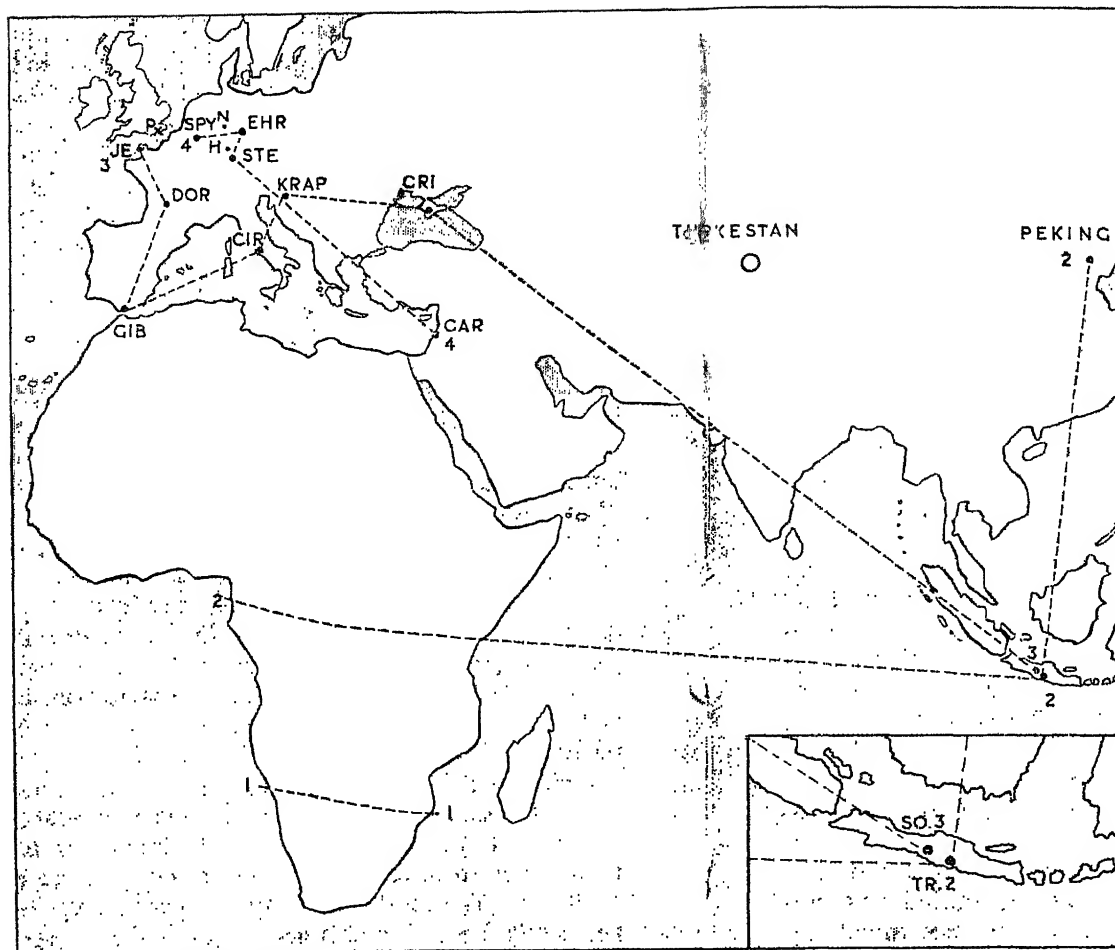 P
SPY
N
EHR
JE
4
H
STE
3
KRAP
CRI
DOR
TURKESTAN
PEKING
CIR
2
GIB
CAR
4
2
3
2
1
1
SO.3
TR.2